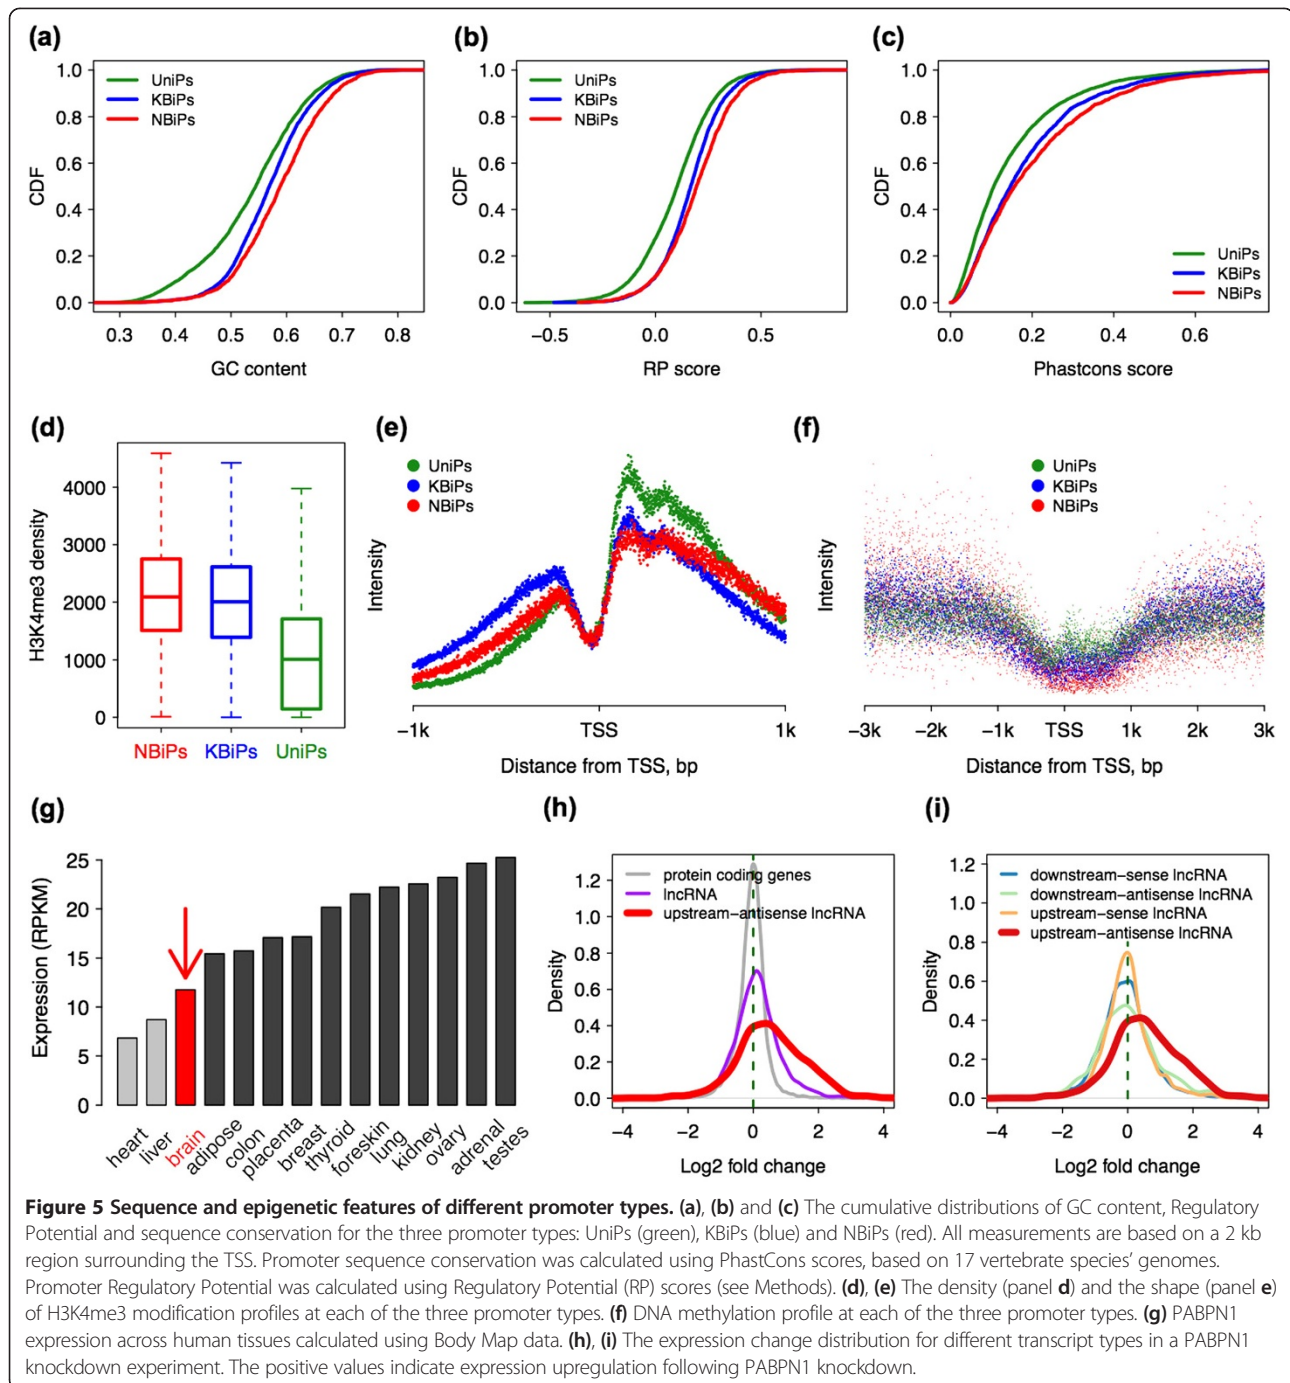 (a)
UniPs
KBiPs
NBiPs
1.0
0.8
0.6
0.4
0.2
0.0
CDF
0.3 0.4 0.5 0.6 0.7 0.8
GC content
(b)
UniPs
KBiPs
NBiPs
1.0
0.8
0.6
0.4
0.2
0.0
CDF
−0.5 0.0 0.5
RP score
(c)
1.0
0.8
0.6
0.4
0.2
0.0
CDF
UniPs
KBiPs
NBiPs
0.0 0.2 0.4 0.6
Phastcons score
(d)
4000
3000
2000
1000
0
H3K4me3 density
NBiPs KBiPs UniPs
(e)
UniPs
KBiPs
NBiPs
Intensity
−1k TSS 1k
Distance from TSS, bp
(f)
UniPs
KBiPs
NBiPs
Intensity
−3k −2k −1k TSS 1k 2k 3k
Distance from TSS, bp
(g)
25
20
15
10
5
0
Expression (RPKM)
heart
liver
brain
adipose
colon
placenta
breast
thyroid
foreskin
lung
kidney
ovary
adrenal
testes
(h)
protein coding genes
lncRNA
upstream−antisense lncRNA
1.2
1.0
0.8
0.6
0.4
0.2
0.0
Density
−4 −2 0 2 4
Log2 fold change
(i)
downstream−sense lncRNA
downstream−antisense lncRNA
upstream−sense lncRNA
upstream−antisense lncRNA
1.2
1.0
0.8
0.6
0.4
0.2
0.0
Density
−4 −2 0 2 4
Log2 fold change
Figure 5 Sequence and epigenetic features of different promoter types. (a), (b) and (c) The cumulative distributions of GC content, Regulatory
Potential and sequence conservation for the three promoter types: UniPs (green), KBiPs (blue) and NBiPs (red). All measurements are based on a 2 kb
region surrounding the TSS. Promoter sequence conservation was calculated using PhastCons scores, based on 17 vertebrate species' genomes.
Promoter Regulatory Potential was calculated using Regulatory Potential (RP) scores (see Methods). (d), (e) The density (panel d) and the shape (panel e)
of H3K4me3 modification profiles at each of the three promoter types. (f) DNA methylation profile at each of the three promoter types. (g) PABPN1
expression across human tissues calculated using Body Map data. (h), (i) The expression change distribution for different transcript types in a PABPN1
knockdown experiment. The positive values indicate expression upregulation following PABPN1 knockdown.